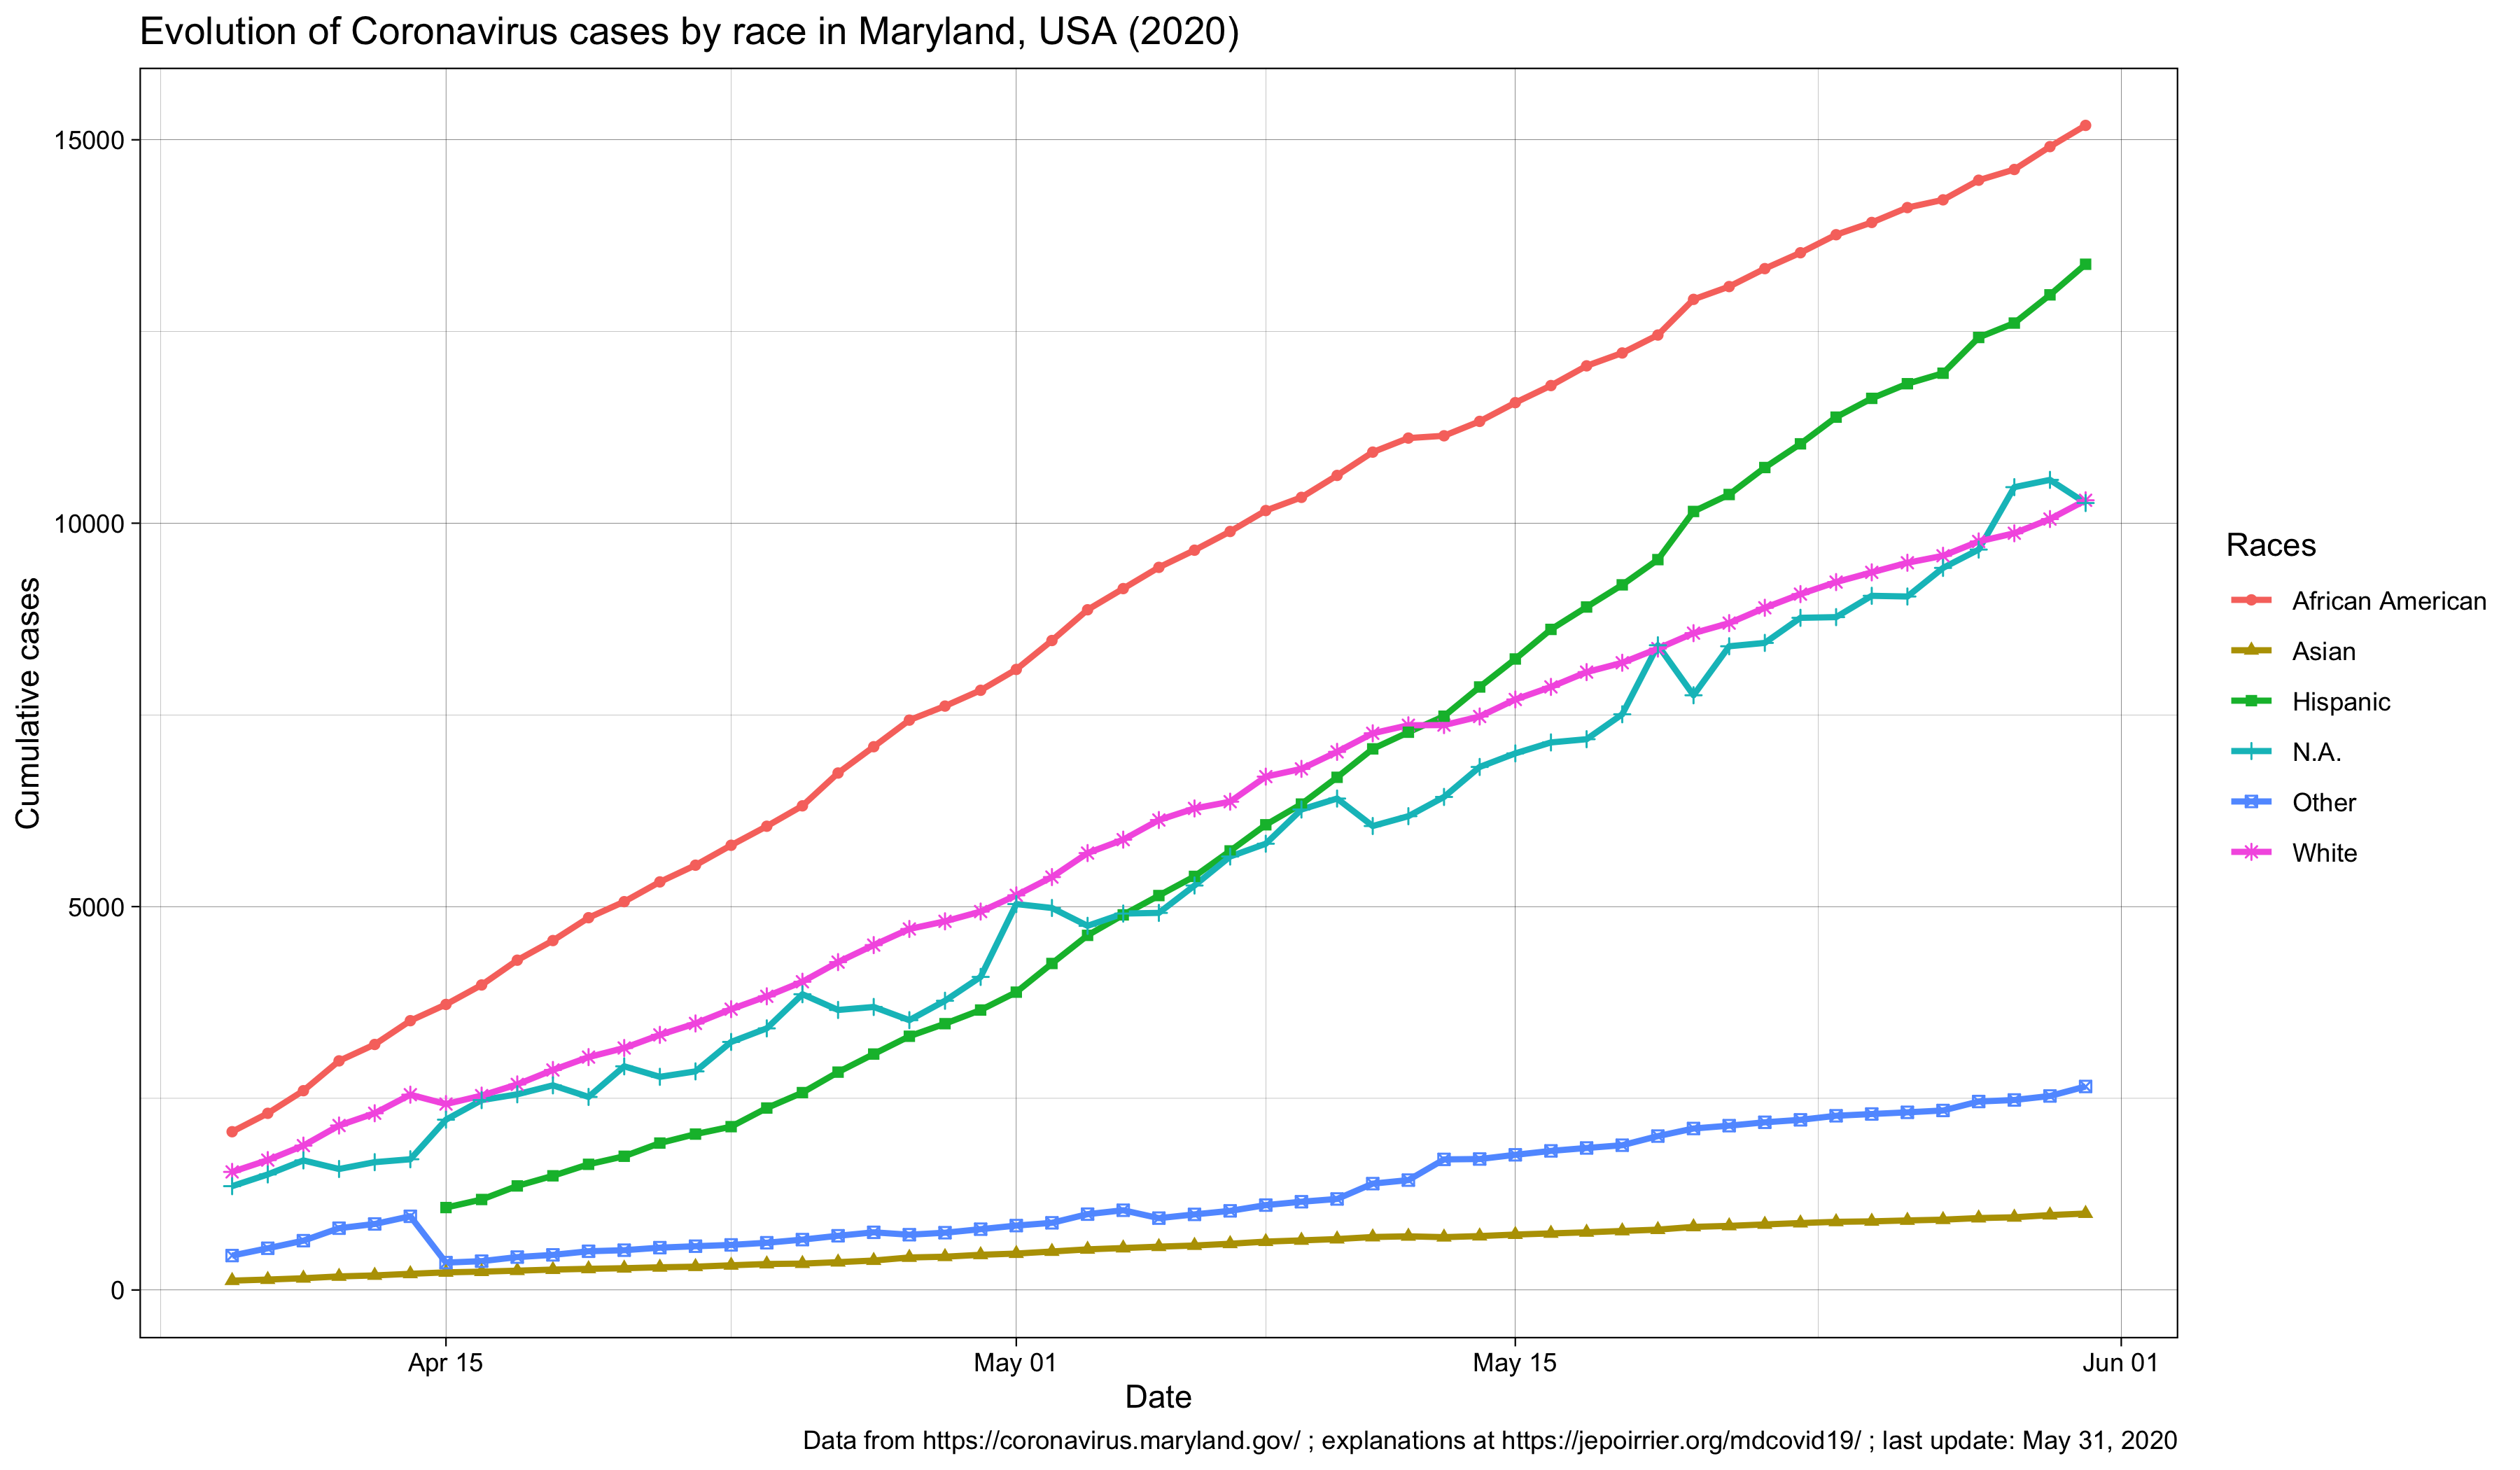 Evolution of Coronavirus cases by race in Maryland, USA (2020)
15000
10000
5000
0
Cumulative cases
Apr 15
May 01
May 15
Jun 01
Date
Races
African American
Asian
Hispanic
N.A.
Other
White
Data from https://coronavirus.maryland.gov/ ; explanations at https://jepoirrier.org/mdcovid19/ ; last update: May 31, 2020